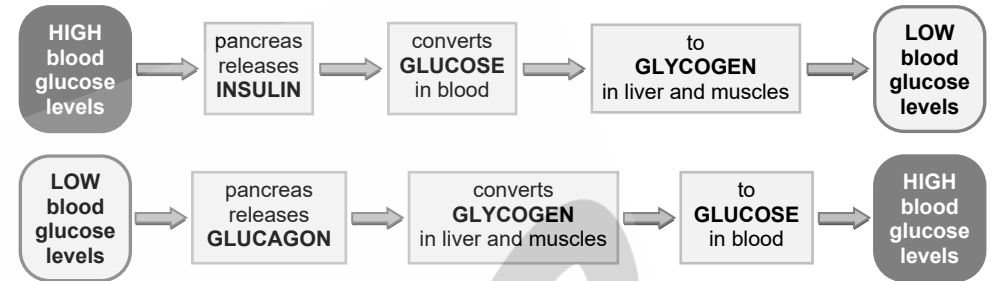 HIGH
blood
glucose
levels
pancreas
releases
INSULIN
converts
GLUCOSE
in blood
to
GLYCOGEN
in liver and muscles
LOW
blood
glucose
levels
LOW
blood
glucose
levels
pancreas
releases
GLUCAGON
converts
GLYCOGEN
in liver and muscles
to
GLUCOSE
in blood
HIGH
blood
glucose
levels